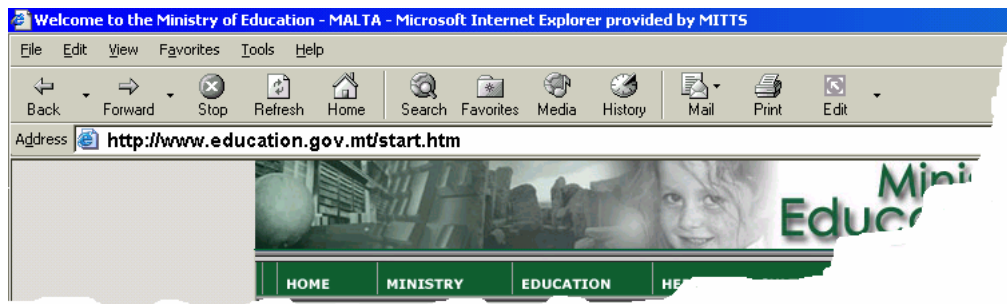 Welcome to the Ministry of Education - MALTA - Microsoft Internet Explorer provided by MITTS
File Edit View Favorites Tools Help
Back Forward Stop Refresh Home Search Favorites Media History Mail Print Edit
Address http://www.education.gov.mt/start.htm
HOME MINISTRY EDUCATION